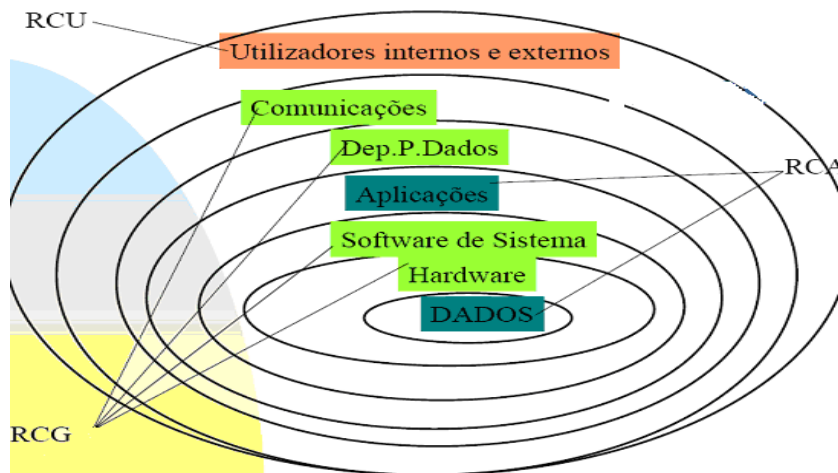 RCU
Utilizadores internos e externos
Comunicações
Dep.P.Dados
RCA
Aplicações
Software de Sistema
Hardware
DADOS
RCG